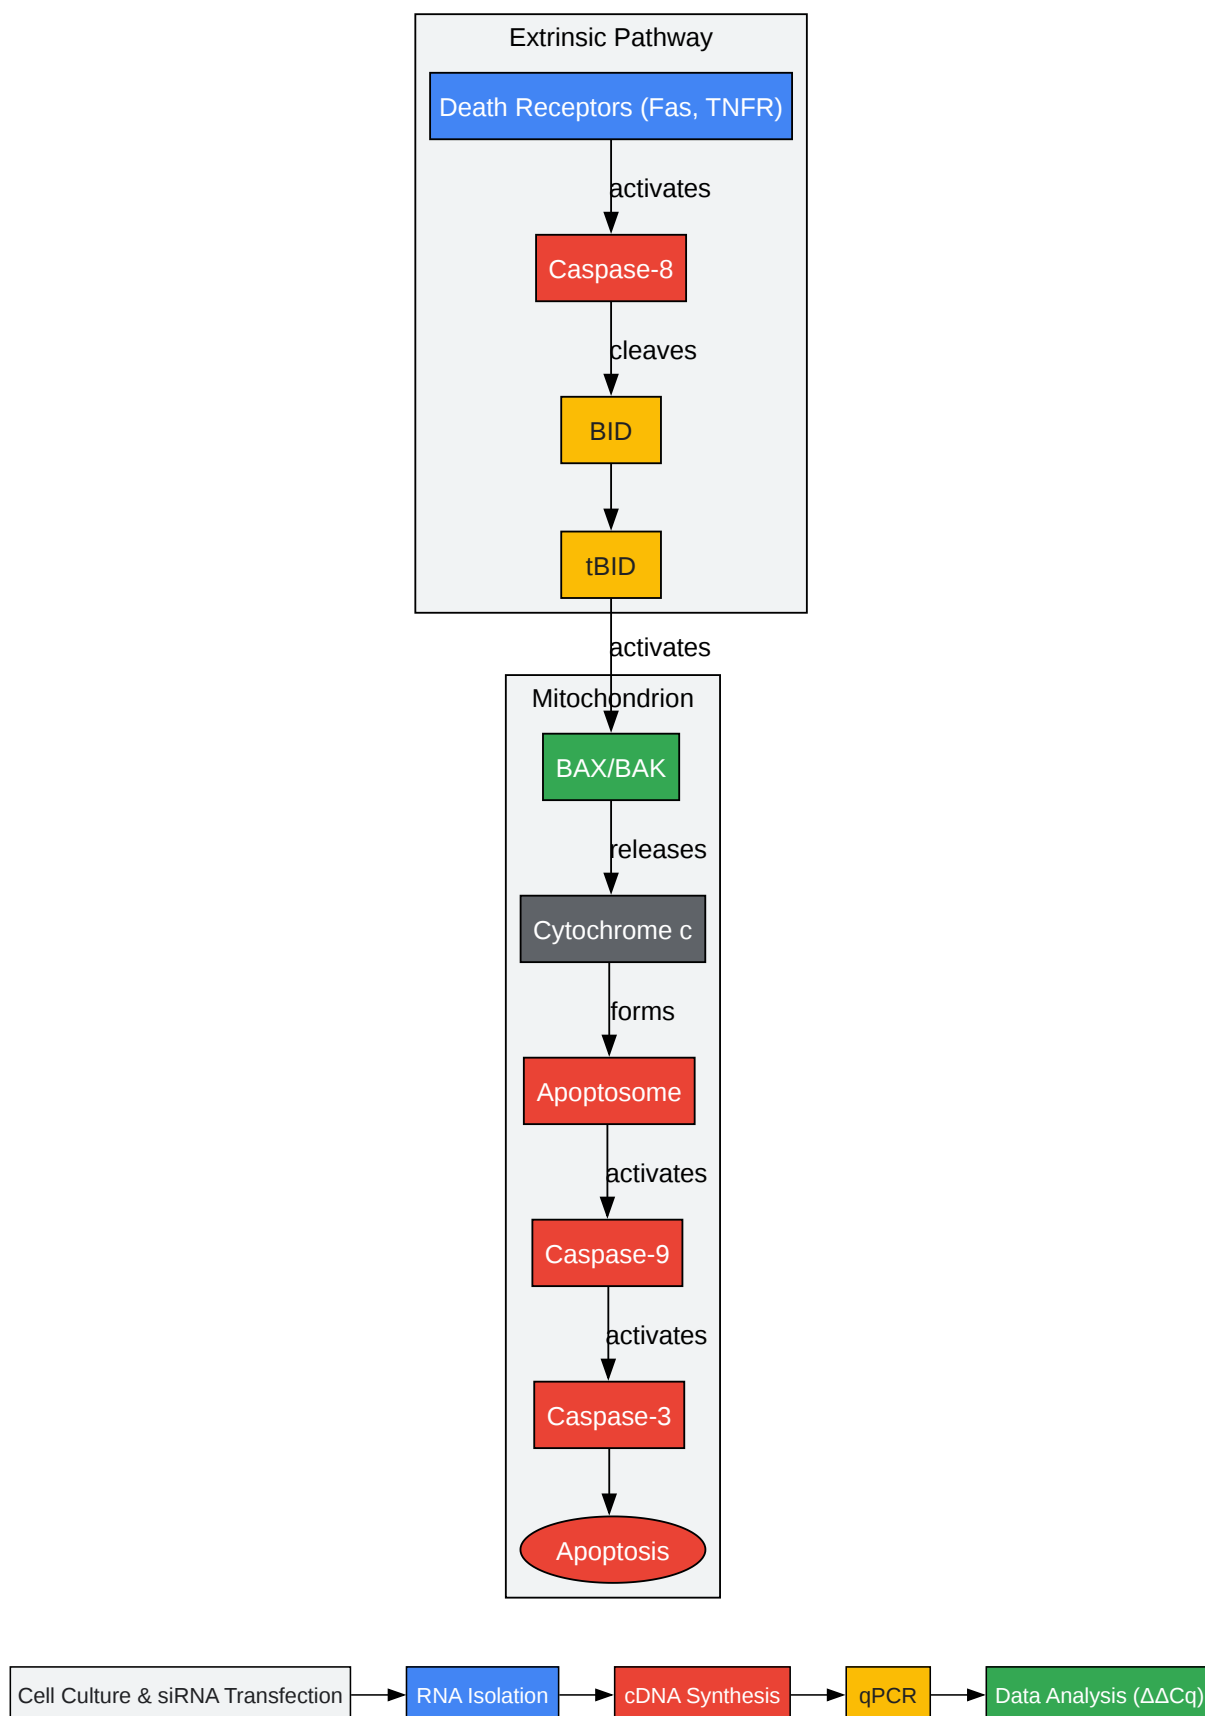 Extrinsic Pathway
Death Receptors (Fas, TNFR)
activates
Caspase-8
cleaves
BID
tBID
activates
Mitochondrion
BAX/BAK
releases
Cytochrome c
forms
Apoptosome
activates
Caspase-9
activates
Caspase-3
Apoptosis
Cell Culture & siRNA Transfection
RNA Isolation
cDNA Synthesis
qPCR
Data Analysis (ΔΔCq)